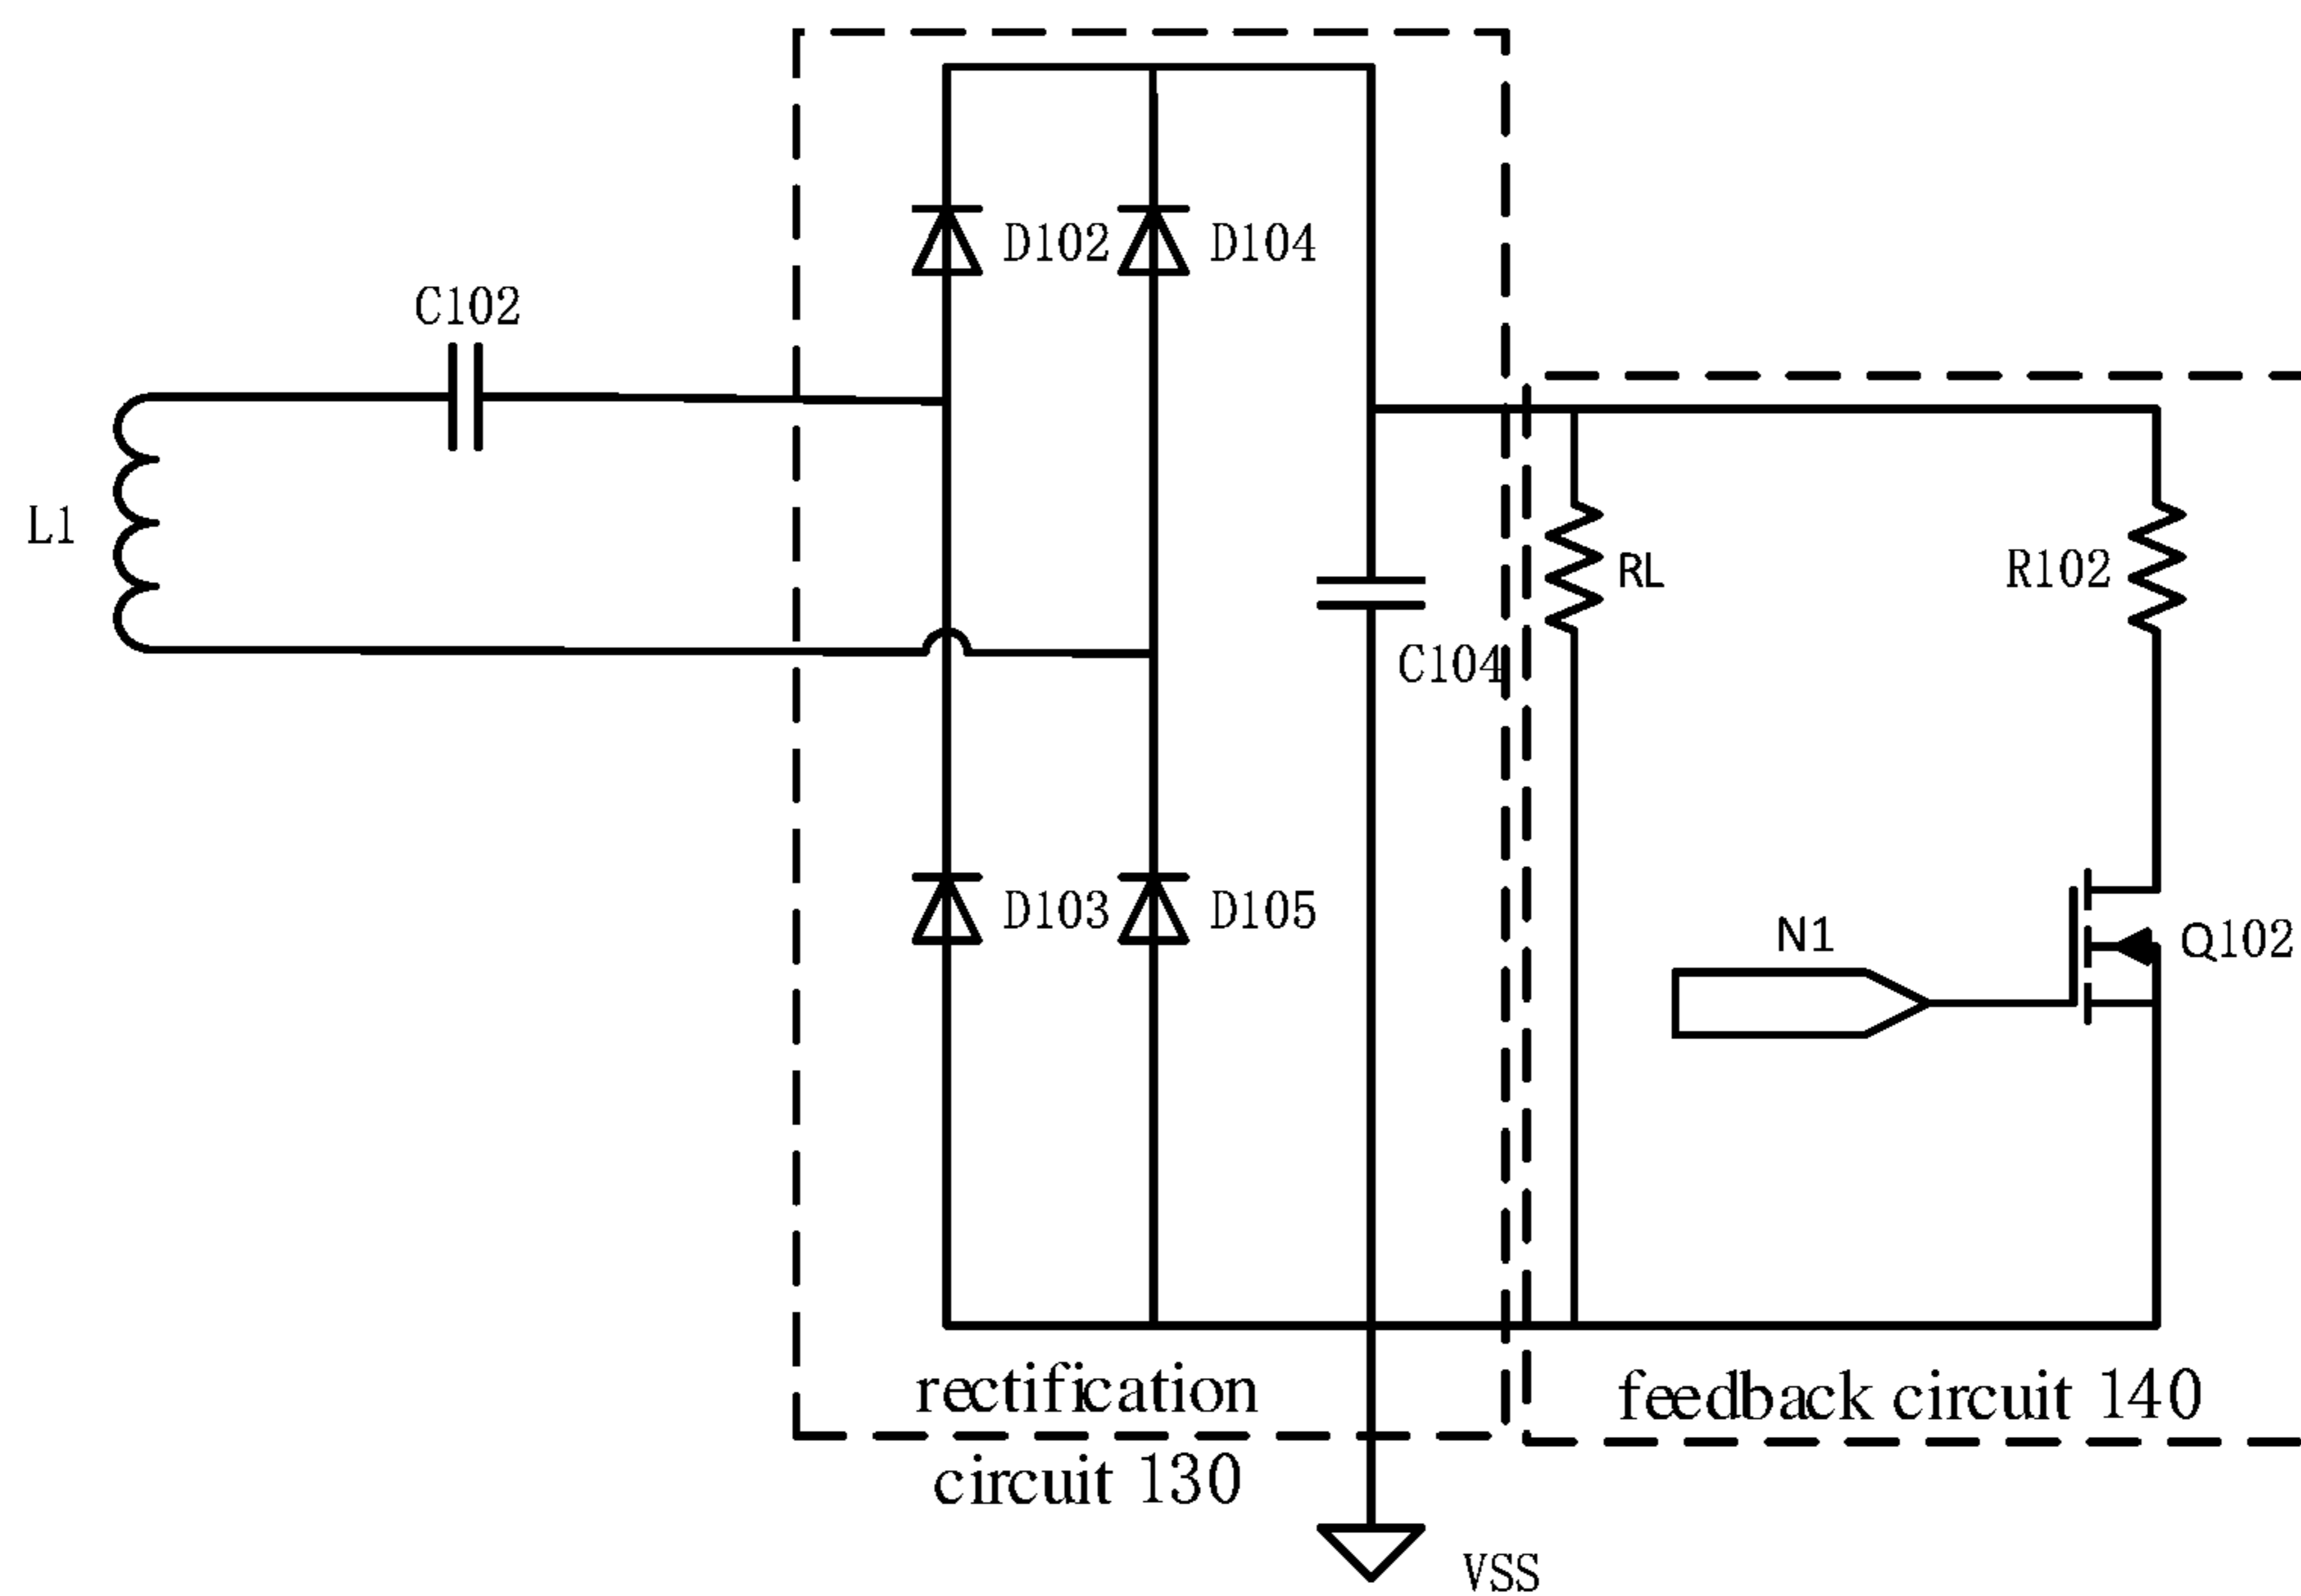 D102
D104
C102
L1
RL
R102
C104
D103
D105
N1
Q102
rectification
circuit 130
feedback circuit 140
VSS